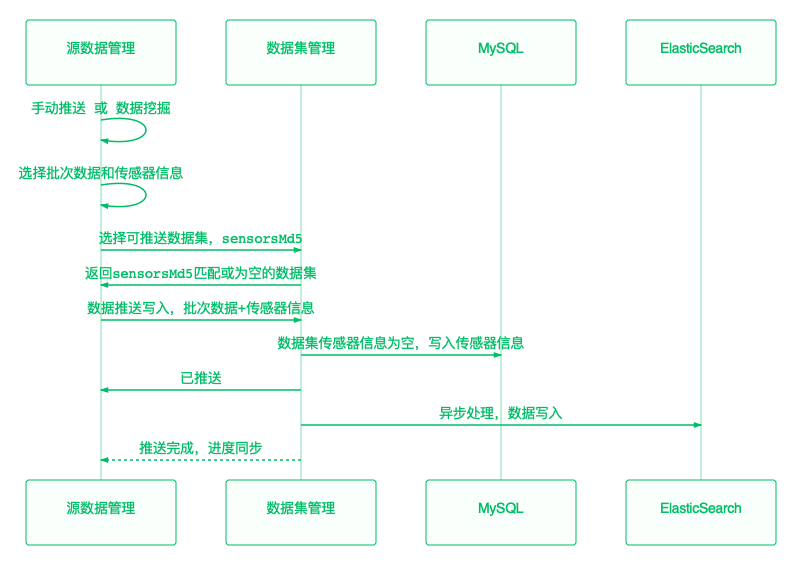 源数据管理
数据集管理
MySQL
ElasticSearch
手动推送 或 数据挖掘
选择批次数据和传感器信息
选择可推送数据集，sensorsMd5
返回sensorsMd5匹配或为空的数据集
数据推送写入，批次数据+传感器信息
数据集传感器信息为空，写入传感器信息
已推送
异步处理，数据写入
推送完成，进度同步
源数据管理
数据集管理
MySQL
ElasticSearch